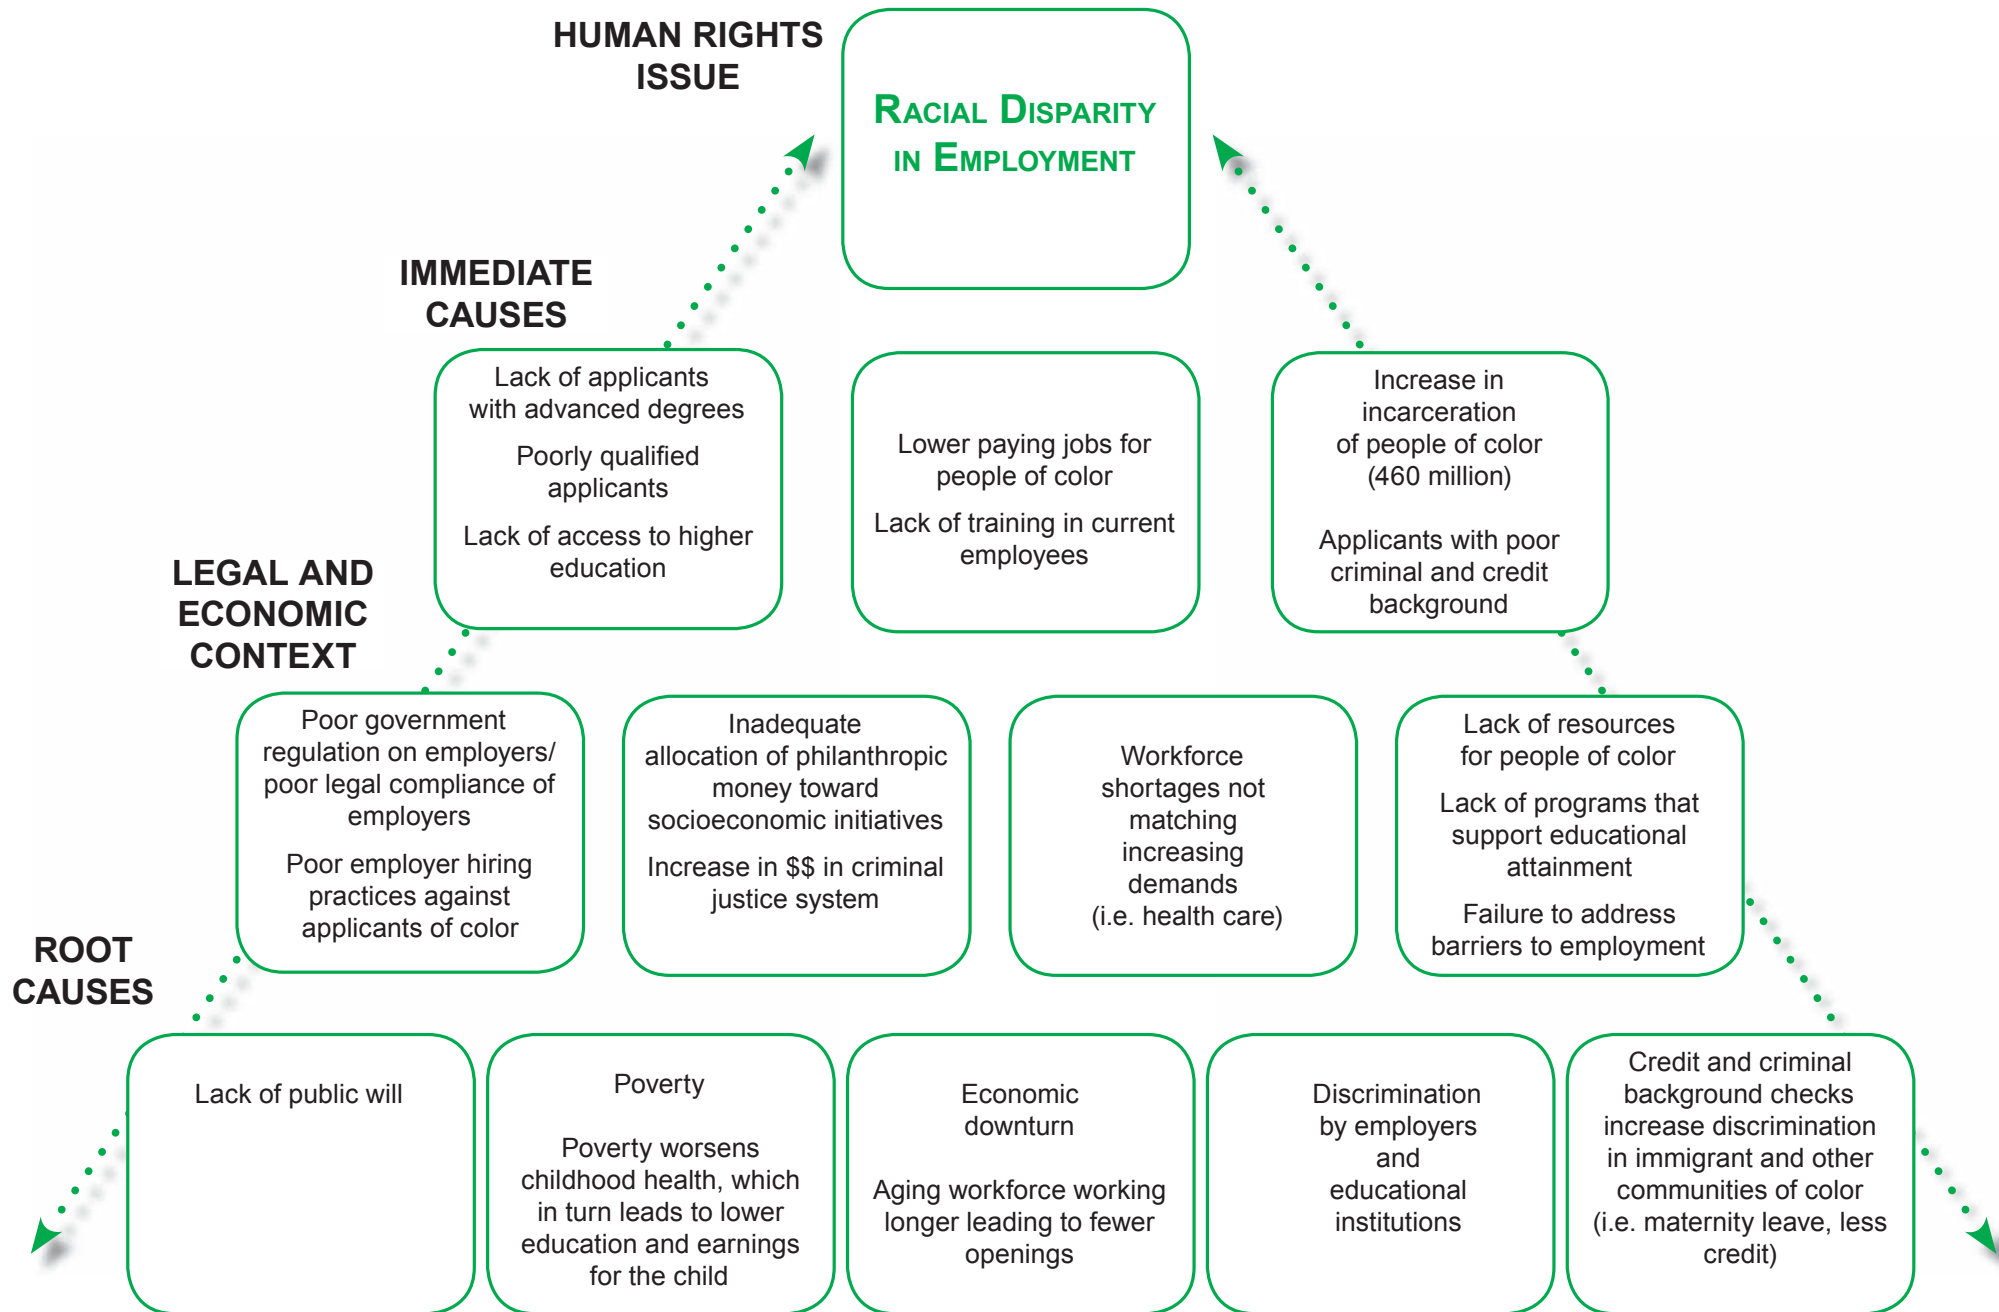 HUMAN RIGHTS
ISSUE
RACIAL DISPARITY
IN EMPLOYMENT
IMMEDIATE
CAUSES
Lack of applicants
with advanced degrees
Poorly qualified
applicants
Lack of access to higher
education
Lower paying jobs for
people of color
Lack of training in current
employees
Increase in
incarceration
of people of color
(460 million)
Applicants with poor
criminal and credit
background
LEGAL AND
ECONOMIC
CONTEXT
Poor government
regulation on employers/
poor legal compliance of
employers
Poor employer hiring
practices against
applicants of color
Inadequate
allocation of philanthropic
money toward
socioeconomic initiatives
Increase in $$ in criminal
justice system
Workforce
shortages not
matching
increasing
demands
(i.e. health care)
Lack of resources
for people of color
Lack of programs that
support educational
attainment
Failure to address
barriers to employment
ROOT
CAUSES
Lack of public will
Poverty
Poverty worsens
childhood health, which
in turn leads to lower
education and earnings
for the child
Economic
downturn
Aging workforce working
longer leading to fewer
openings
Discrimination
by employers
and
educational
institutions
Credit and criminal
background checks
increase discrimination
in immigrant and other
communities of color
(i.e. maternity leave, less
credit)